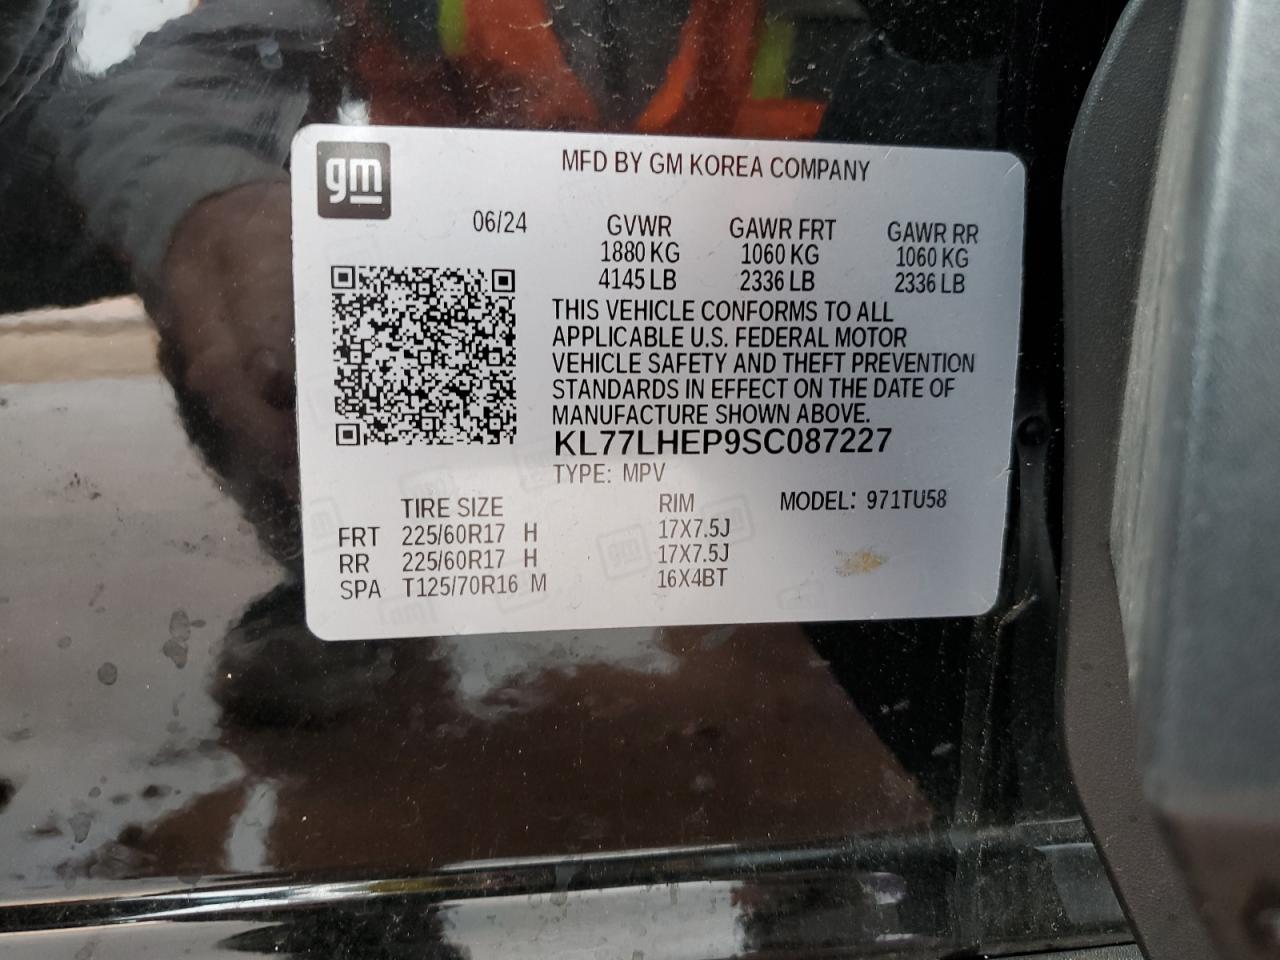 gm
MFD BY GM KOREA COMPANY
06/24 GVWR GAWR FRT GAWR RR
1880 KG 1060 KG 1060 KG
4145 LB 2336 LB 2336 LB
THIS VEHICLE CONFORMS TO ALL
APPLICABLE U.S. FEDERAL MOTOR
VEHICLE SAFETY AND THEFT PREVENTION
STANDARDS IN EFFECT ON THE DATE OF
MANUFACTURE SHOWN ABOVE.
KL77LHEP9SC087227
TYPE: MPV
TIRE SIZE RIM MODEL: 971TU58
FRT 225/60R17 H 17X7.5J
RR 225/60R17 H 17X7.5J
SPA T125/70R16 M 16X4BT
gm